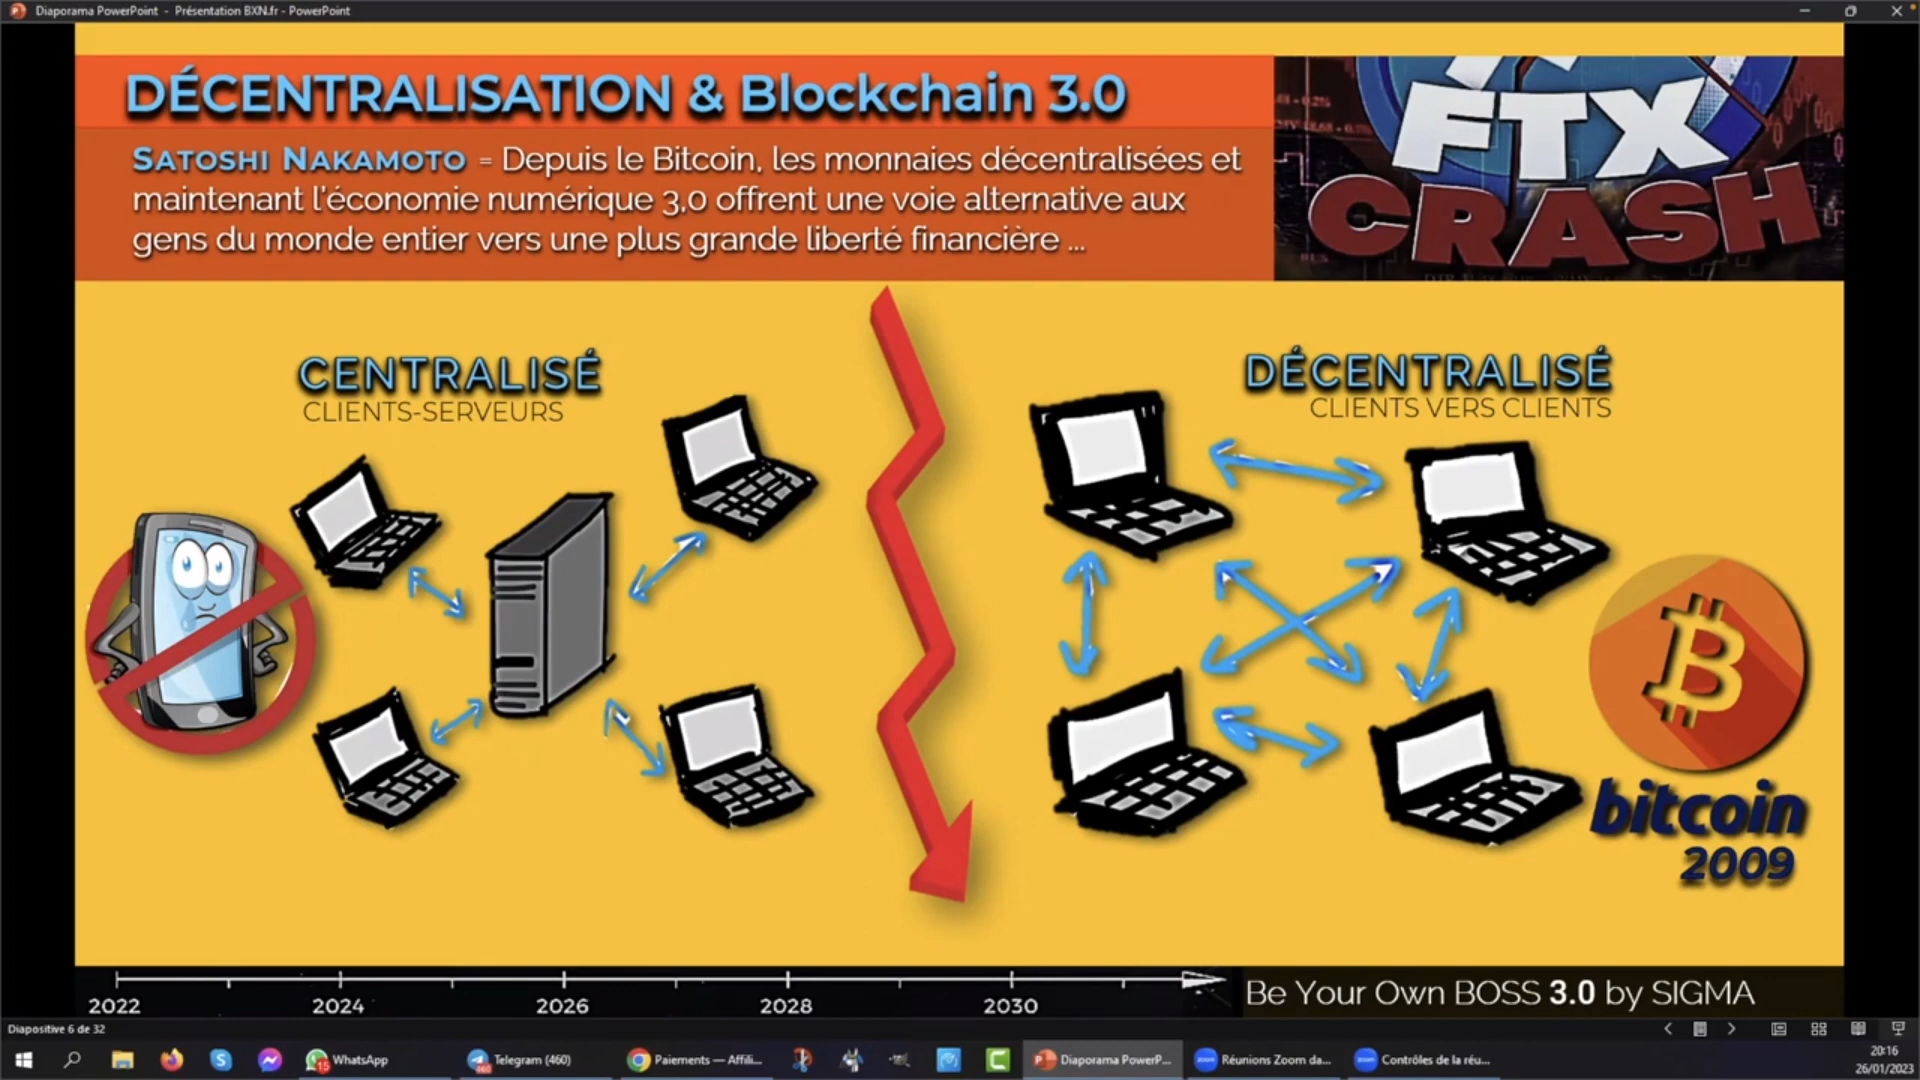 Diaporama PowerPoint - Présentation BXN.fr - PowerPoint
DÉCENTRALISATION & Blockchain 3.0
SATOSHI NAKAMOTO = Depuis le Bitcoin, les monnaies décentralisées et
maintenant l'économie numérique 3.0 offrent une voie alternative aux
gens du monde entier vers une plus grande liberté financière ...
FTX
CRASH
CENTRALISÉ
CLIENTS-SERVEURS
DÉCENTRALISÉ
CLIENTS VERS CLIENTS
bitcoin
2009
2022 2024 2026 2028 2030
Be Your Own BOSS 3.0 by SIGMA
Diapositive 6 de 32
15 WhatsApp
460 Telegram (460)
Paiements — Affili...
Diaporama PowerP...
zoom Réunions Zoom da...
zoom Contrôles de la réu...
20:16
26/01/2023